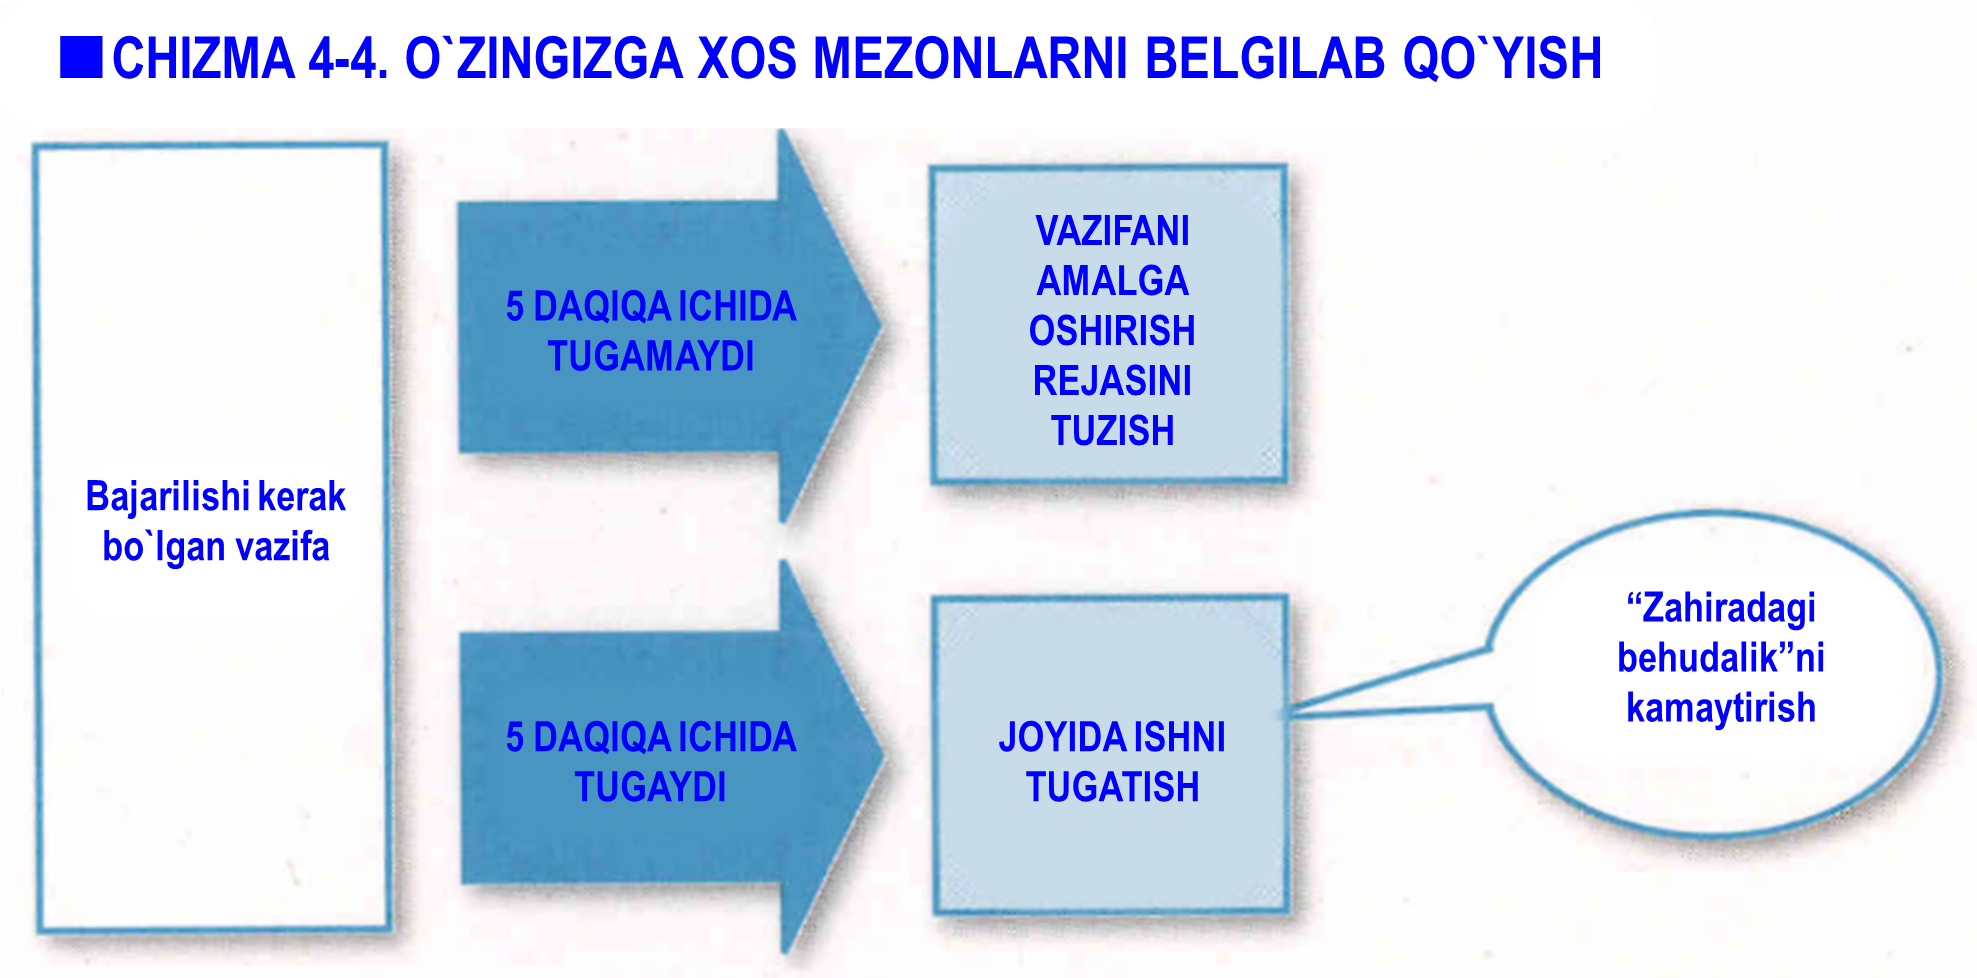 CHIZMA 4-4. O`ZINGIZGA XOS MEZONLARNI BELGILAB QO`YISH
Bajarilishi kerak
bo`lgan vazifa
5 DAQIQA ICHIDA
TUGAMAYDI
VAZIFANI
AMALGA
OSHIRISH
REJASINI
TUZISH
5 DAQIQA ICHIDA
TUGAYDI
JOYIDA ISHNI
TUGATISH
“Zahiradagi
behudalik”ni
kamaytirish